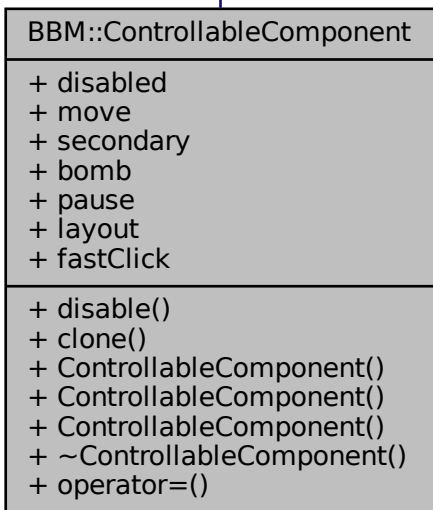 BBM::ControllableComponent
+ disabled
+ move
+ secondary
+ bomb
+ pause
+ layout
+ fastClick
+ disable()
+ clone()
+ ControllableComponent()
+ ControllableComponent()
+ ControllableComponent()
+ ~ControllableComponent()
+ operator=()